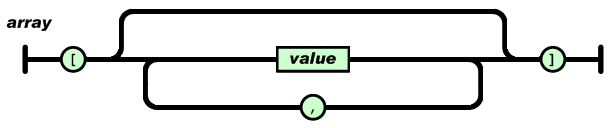 array
[ value ]
,